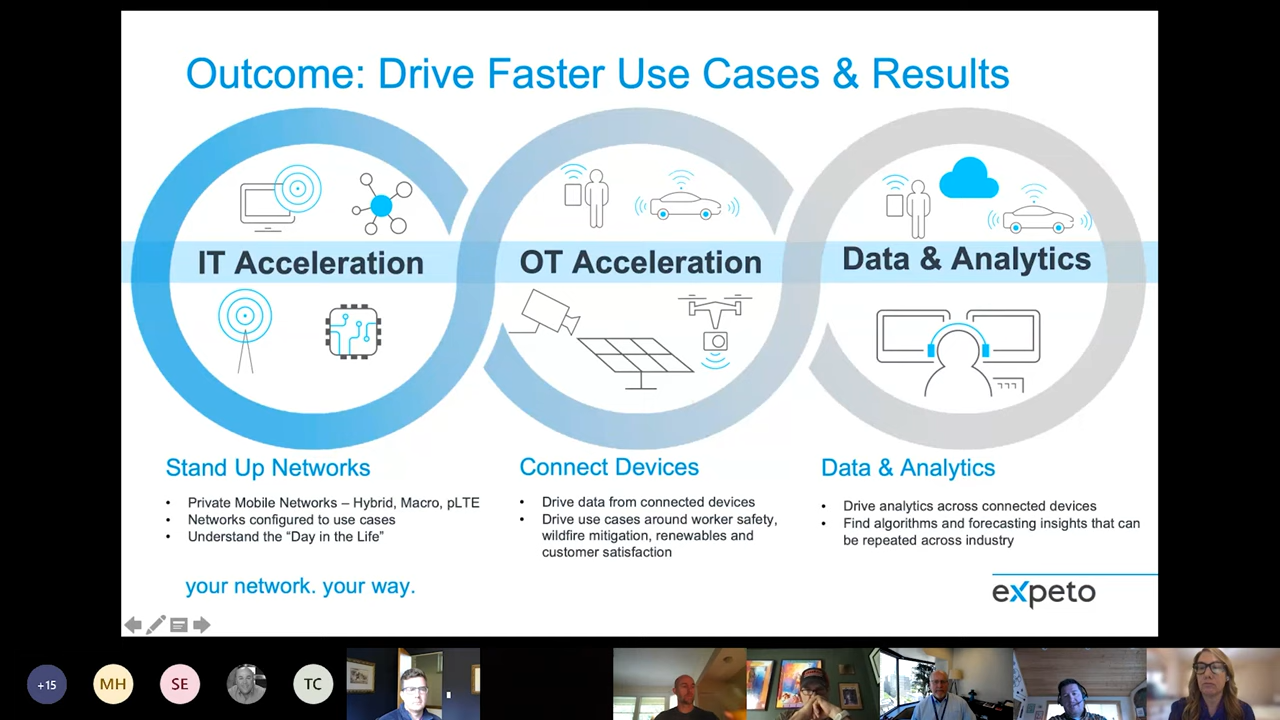 Outcome: Drive Faster Use Cases & Results
IT Acceleration
OT Acceleration
Data & Analytics
Stand Up Networks
• Private Mobile Networks – Hybrid, Macro, pLTE
• Networks configured to use cases
• Understand the “Day in the Life”
Connect Devices
• Drive data from connected devices
• Drive use cases around worker safety,
wildfire mitigation, renewables and
customer satisfaction
Data & Analytics
• Drive analytics across connected devices
• Find algorithms and forecasting insights that can
be repeated across industry
your network. your way.
expeto
+15
MH
SE
TC